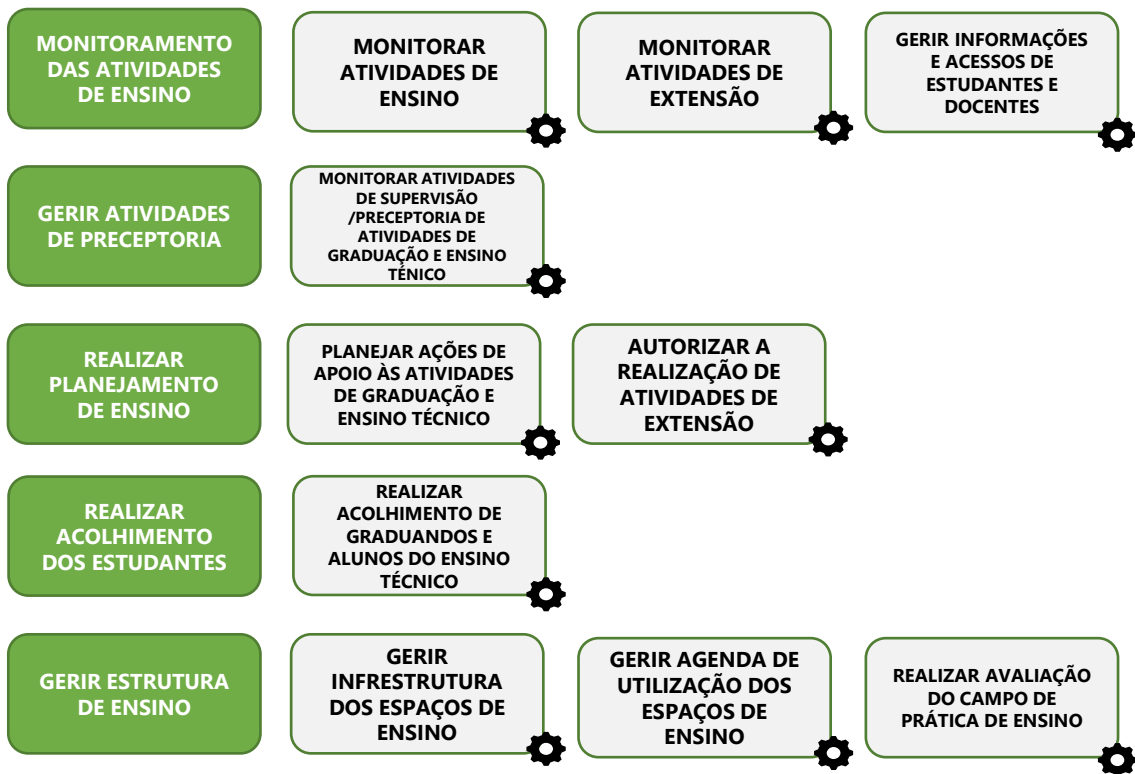 MONITORAMENTO
DAS ATIVIDADES
DE ENSINO
MONITORAR
ATIVIDADES DE
ENSINO
MONITORAR
ATIVIDADES DE
EXTENSÃO
GERIR INFORMAÇÕES
E ACESSOS DE
ESTUDANTES E
DOCENTES
GERIR ATIVIDADES
DE PRECEPTORIA
MONITORAR ATIVIDADES
DE SUPERVISÃO
/PRECEPTORIA DE
ATIVIDADES DE
GRADUAÇÃO E ENSINO
TÉNICO
REALIZAR
PLANEJAMENTO
DE ENSINO
PLANEJAR AÇÕES DE
APOIO ÀS ATIVIDADES
DE GRADUAÇÃO E
ENSINO TÉCNICO
AUTORIZAR A
REALIZAÇÃO DE
ATIVIDADES DE
EXTENSÃO
REALIZAR
ACOLHIMENTO
DOS ESTUDANTES
REALIZAR
ACOLHIMENTO DE
GRADUANDOS E
ALUNOS DO ENSINO
TÉCNICO
GERIR ESTRUTURA
DE ENSINO
GERIR
INFRESTRUTURA
DOS ESPAÇOS DE
ENSINO
GERIR AGENDA DE
UTILIZAÇÃO DOS
ESPAÇOS DE
ENSINO
REALIZAR AVALIAÇÃO
DO CAMPO DE
PRÁTICA DE ENSINO